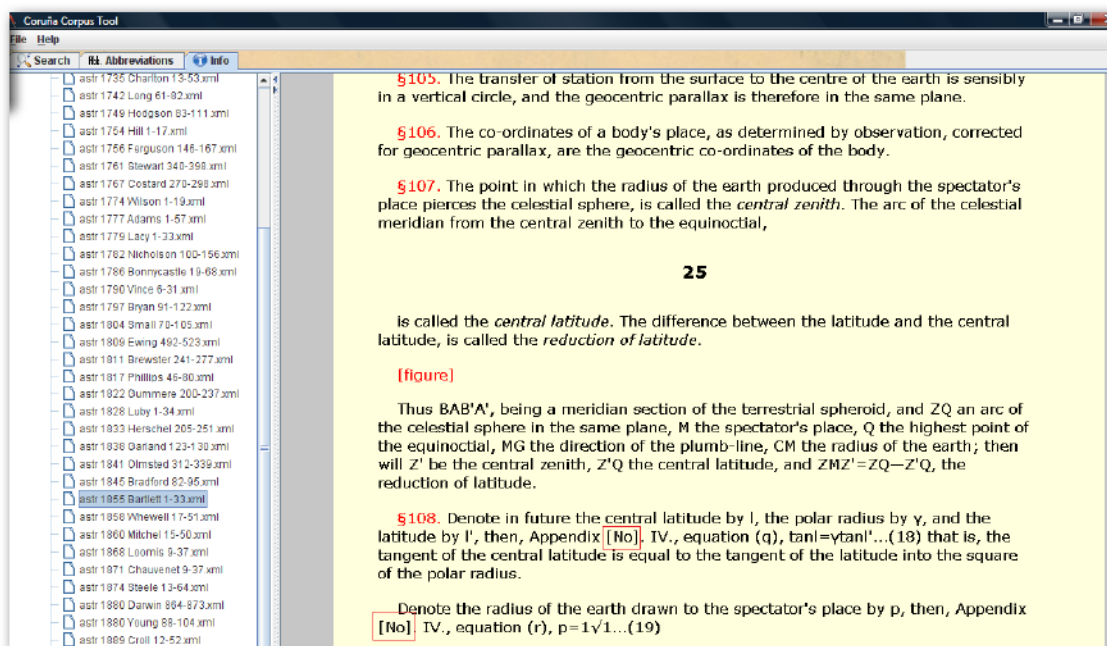 Coruña Corpus Tool
File Help
Search Abbreviations Info
astr 1735 Charlton 13-53.xml
astr 1742 Long 61-82.xml
astr 1749 Hodgson 83-111.xml
astr 1754 Hill 1-17.xml
astr 1756 Ferguson 146-167.xml
astr 1761 Stewart 340-398.xml
astr 1767 Costard 270-298.xml
astr 1774 Wilson 1-19.xml
astr 1777 Adams 1-57.xml
astr 1779 Lacy 1-33.xml
astr 1782 Nicholson 100-156.xml
astr 1786 Bonnycastle 19-68.xml
astr 1790 Vince 6-31.xml
astr 1797 Bryan 91-122.xml
astr 1804 Small 70-105.xml
astr 1809 Ewing 492-523.xml
astr 1811 Brewster 241-277.xml
astr 1817 Phillips 46-80.xml
astr 1822 Gummere 200-237.xml
astr 1828 Luby 1-34.xml
astr 1833 Herschel 205-251.xml
astr 1838 Garland 123-130.xml
astr 1841 Olmsted 312-339.xml
astr 1845 Bradford 82-95.xml
astr 1855 Bartlett 1-33.xml
astr 1858 Whewell 17-51.xml
astr 1860 Mitchel 15-50.xml
astr 1868 Loomis 9-37.xml
astr 1871 Chauvenet 9-37.xml
astr 1874 Steele 13-64.xml
astr 1880 Darwin 864-873.xml
astr 1880 Young 88-104.xml
astr 1889 Croll 12-52.xml
§105. The transfer of station from the surface to the centre of the earth is sensibly
in a vertical circle, and the geocentric parallax is therefore in the same plane.
§106. The co-ordinates of a body's place, as determined by observation, corrected
for geocentric parallax, are the geocentric co-ordinates of the body.
§107. The point in which the radius of the earth produced through the spectator's
place pierces the celestial sphere, is called the central zenith. The arc of the celestial
meridian from the central zenith to the equinoctial,
25
is called the central latitude. The difference between the latitude and the central
latitude, is called the reduction of latitude.
[figure]
Thus BAB'A', being a meridian section of the terrestrial spheroid, and ZQ an arc of
the celestial sphere in the same plane, M the spectator's place, Q the highest point of
the equinoctial, MG the direction of the plumb-line, CM the radius of the earth; then
will Z' be the central zenith, Z'Q the central latitude, and ZMZ'=ZQ—Z'Q, the
reduction of latitude.
§108. Denote in future the central latitude by l, the polar radius by γ, and the
latitude by l', then, Appendix [No]. IV., equation (q), tanl=γtanl'...(18) that is, the
tangent of the central latitude is equal to the tangent of the latitude into the square
of the polar radius.
Denote the radius of the earth drawn to the spectator's place by p, then, Appendix
[No]. IV., equation (r), p=1√1...(19)